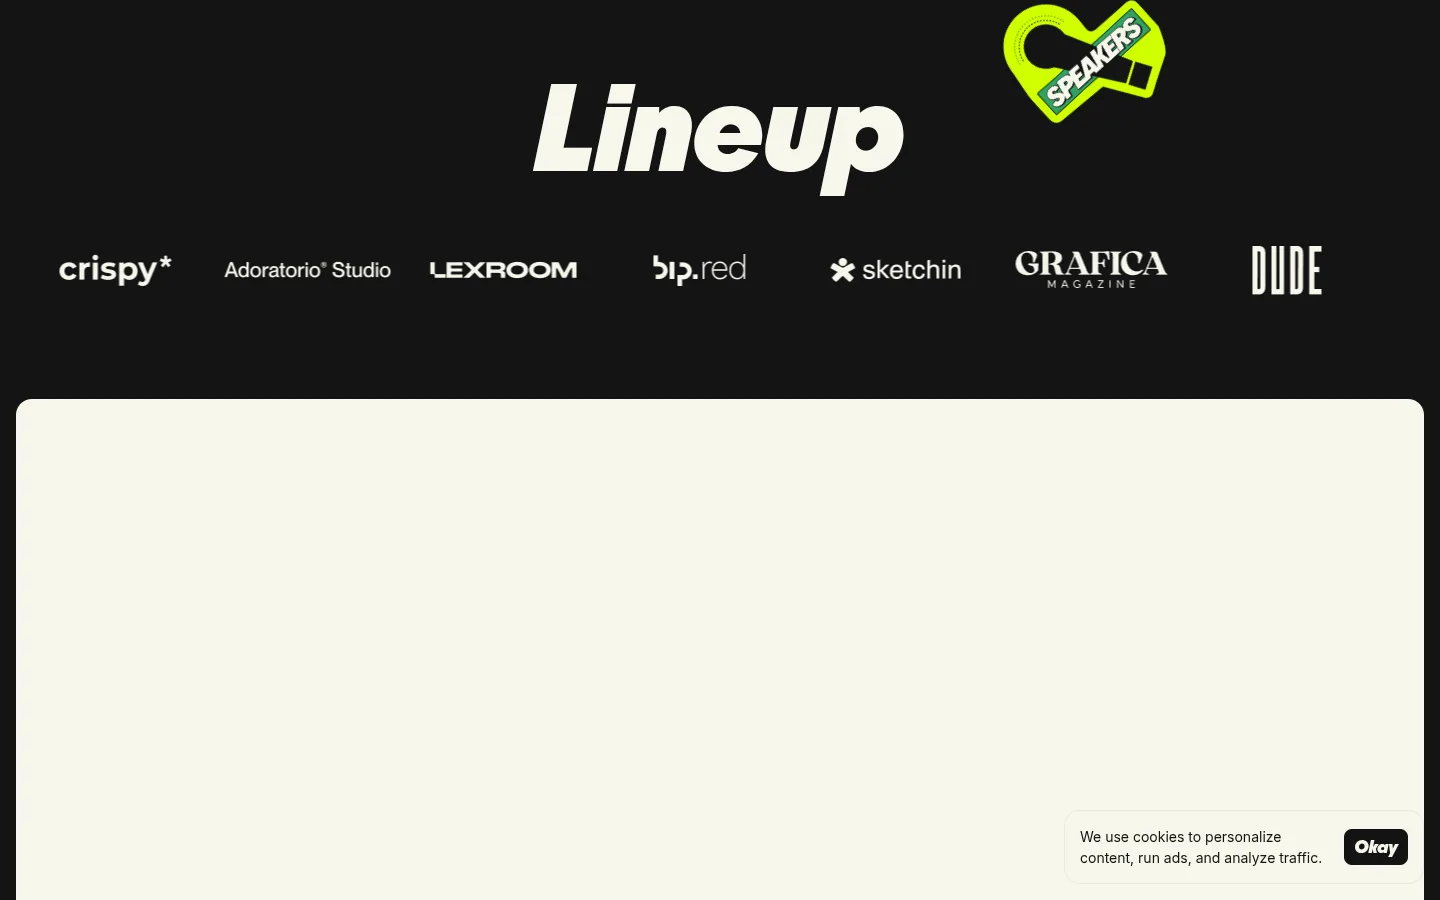 SPEAKERS
Lineup
crispy*
Adoratorio® Studio
LEXROOM
bip.red
sketchin
GRAFICA
MAGAZINE
DUDE
We use cookies to personalize
content, run ads, and analyze traffic.
Okay